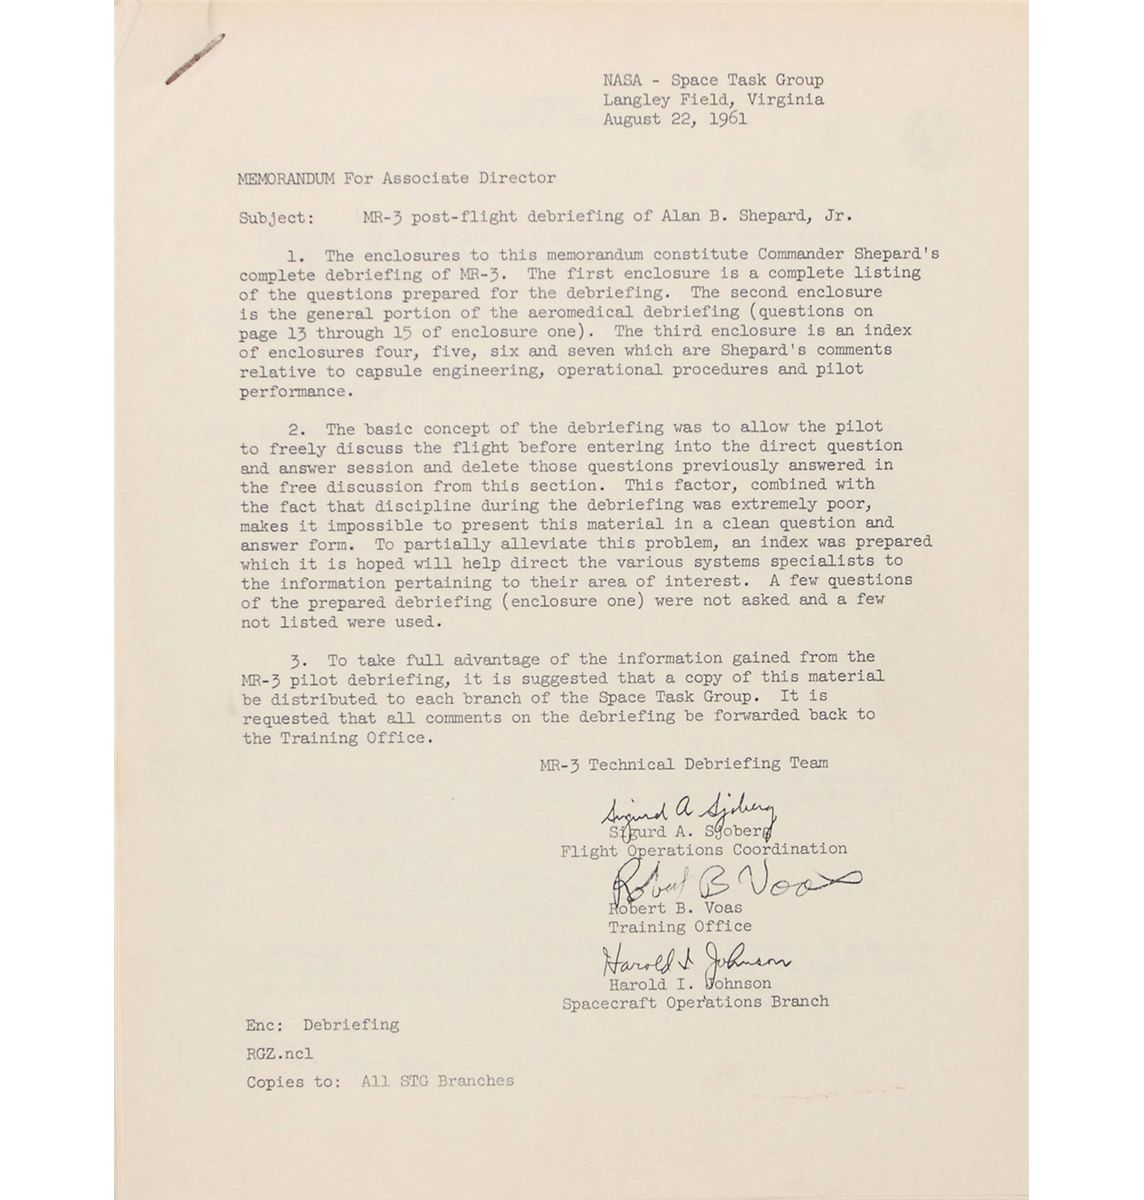 NASA - Space Task Group
Langley Field, Virginia
August 22, 1961
MEMORANDUM For Associate Director
Subject: MR-3 post-flight debriefing of Alan B. Shepard, Jr.
1. The enclosures to this memorandum constitute Commander Shepard's
complete debriefing of MR-3. The first enclosure is a complete listing
of the questions prepared for the debriefing. The second enclosure
is the general portion of the aeromedical debriefing (questions on
page 13 through 15 of enclosure one). The third enclosure is an index
of enclosures four, five, six and seven which are Shepard's comments
relative to capsule engineering, operational procedures and pilot
performance.
2. The basic concept of the debriefing was to allow the pilot
to freely discuss the flight before entering into the direct question
and answer session and delete those questions previously answered in
the free discussion from this section. This factor, combined with
the fact that discipline during the debriefing was extremely poor,
makes it impossible to present this material in a clean question and
answer form. To partially alleviate this problem, an index was prepared
which it is hoped will help direct the various systems specialists to
the information pertaining to their area of interest. A few questions
of the prepared debriefing (enclosure one) were not asked and a few
not listed were used.
3. To take full advantage of the information gained from the
MR-3 pilot debriefing, it is suggested that a copy of this material
be distributed to each branch of the Space Task Group. It is
requested that all comments on the debriefing be forwarded back to
the Training Office.
MR-3 Technical Debriefing Team
Sigurd A Sjoberg
Sigurd A. Sjoberg
Flight Operations Coordination
Robert B Voas
Robert B. Voas
Training Office
Harold I Johnson
Harold I. Johnson
Spacecraft Operations Branch
Enc: Debriefing
RGZ.ncl
Copies to: All STG Branches